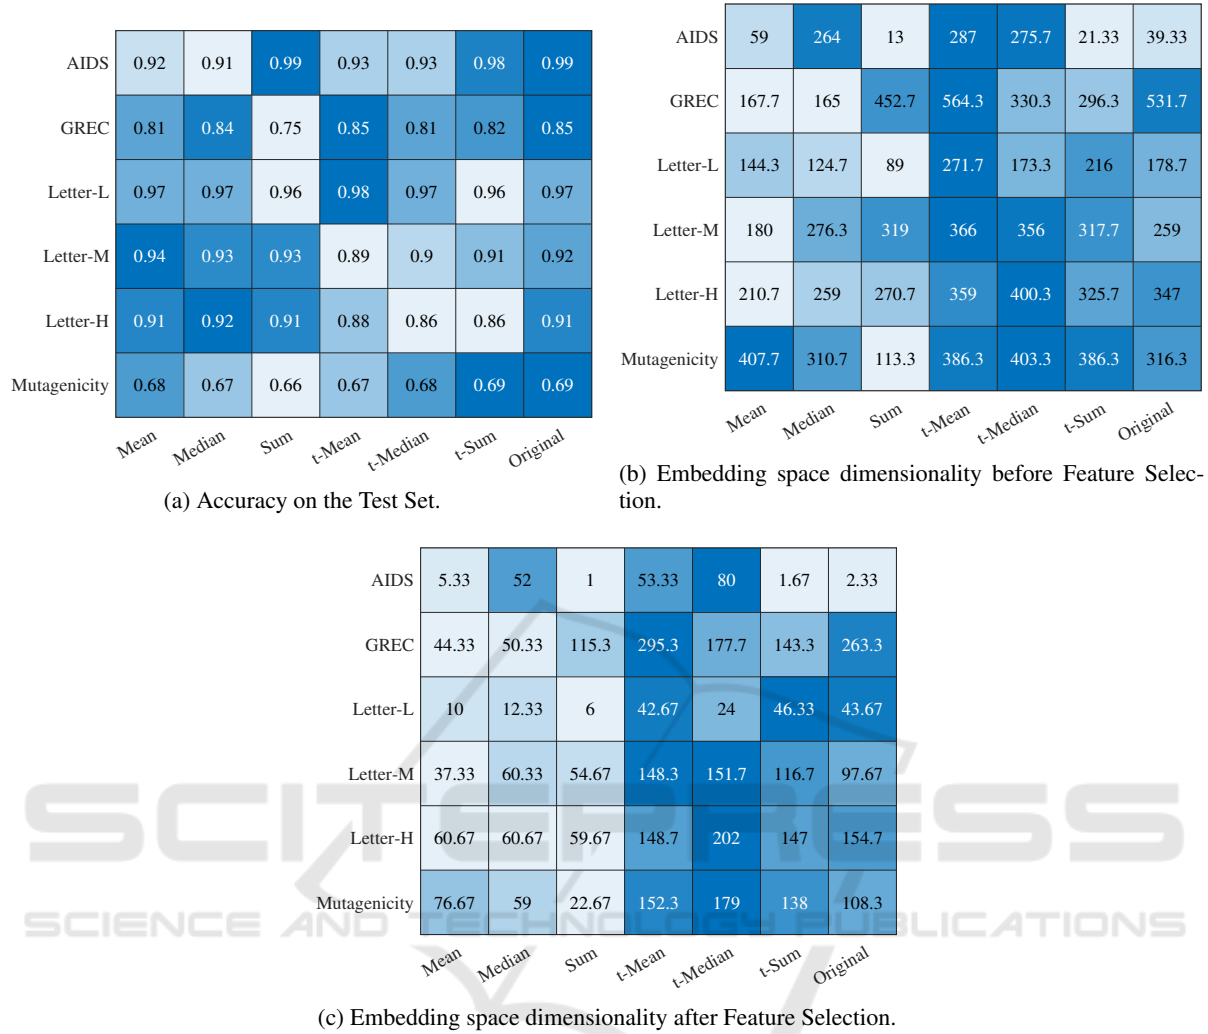 AIDS 0.92 0.91 0.99 0.93 0.93 0.98 0.99
GREC 0.81 0.84 0.75 0.85 0.81 0.82 0.85
Letter-L 0.97 0.97 0.96 0.98 0.97 0.96 0.97
Letter-M 0.94 0.93 0.93 0.89 0.9 0.91 0.92
Letter-H 0.91 0.92 0.91 0.88 0.86 0.86 0.91
Mutagenicity 0.68 0.67 0.66 0.67 0.68 0.69 0.69
Mean Median Sum t-Mean t-Median t-Sum Original
(a) Accuracy on the Test Set.
AIDS 59 264 13 287 275.7 21.33 39.33
GREC 167.7 165 452.7 564.3 330.3 296.3 531.7
Letter-L 144.3 124.7 89 271.7 173.3 216 178.7
Letter-M 180 276.3 319 366 356 317.7 259
Letter-H 210.7 259 270.7 359 400.3 325.7 347
Mutagenicity 407.7 310.7 113.3 386.3 403.3 386.3 316.3
Mean Median Sum t-Mean t-Median t-Sum Original
(b) Embedding space dimensionality before Feature Selec-
tion.
AIDS 5.33 52 1 53.33 80 1.67 2.33
GREC 44.33 50.33 115.3 295.3 177.7 143.3 263.3
Letter-L 10 12.33 6 42.67 24 46.33 43.67
Letter-M 37.33 60.33 54.67 148.3 151.7 116.7 97.67
Letter-H 60.67 60.67 59.67 148.7 202 147 154.7
Mutagenicity 76.67 59 22.67 152.3 179 138 108.3
Mean Median Sum t-Mean t-Median t-Sum Original
(c) Embedding space dimensionality after Feature Selection.
SCITEPRESS
SCIENCE AND TECHNOLOGY PUBLICATIONS